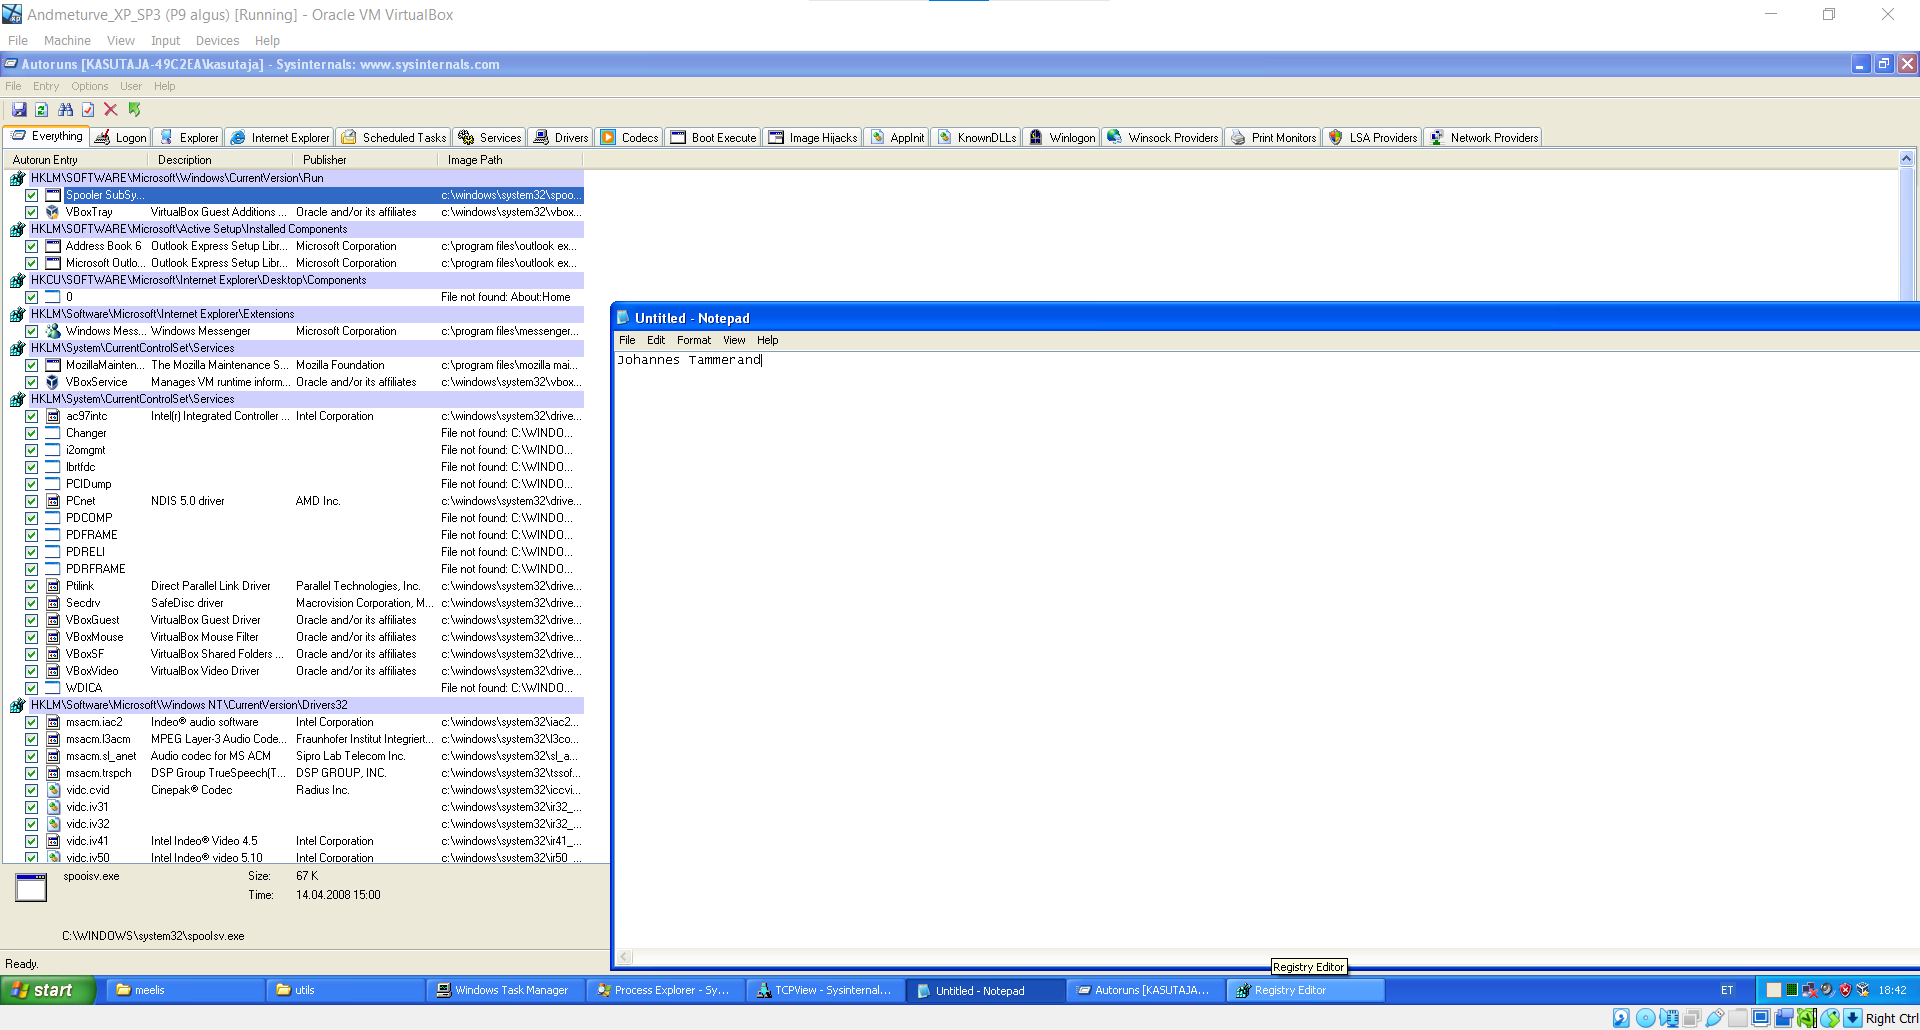 Andmeturve_XP_SP3 (P9 algus) [Running] - Oracle VM VirtualBox
File Machine View Input Devices Help
Autoruns [KASUTAJA-49C2EA\kasutaja] - Sysinternals: www.sysinternals.com
File Entry Options User Help
Everything Logon Explorer Internet Explorer Scheduled Tasks Services Drivers Codecs Boot Execute Image Hijacks AppInit KnownDLLs Winlogon Winsock Providers Print Monitors LSA Providers Network Providers
Autorun Entry Description Publisher Image Path
HKLM\SOFTWARE\Microsoft\Windows\CurrentVersion\Run
Spooler SubSy... c:\windows\system32\spoo...
VBoxTray VirtualBox Guest Additions ... Oracle and/or its affiliates c:\windows\system32\vbox...
HKLM\SOFTWARE\Microsoft\Active Setup\Installed Components
Address Book 6 Outlook Express Setup Libr... Microsoft Corporation c:\program files\outlook ex...
Microsoft Outlo... Outlook Express Setup Libr... Microsoft Corporation c:\program files\outlook ex...
HKCU\SOFTWARE\Microsoft\Internet Explorer\Desktop\Components
0 File not found: About:Home
HKLM\Software\Microsoft\Internet Explorer\Extensions
Windows Mess... Windows Messenger Microsoft Corporation c:\program files\messenger...
HKLM\System\CurrentControlSet\Services
MozillaMainten... The Mozilla Maintenance S... Mozilla Foundation c:\program files\mozilla mai...
VBoxService Manages VM runtime inform... Oracle and/or its affiliates c:\windows\system32\vbox...
HKLM\System\CurrentControlSet\Services
ac97intc Intel(r) Integrated Controller ... Intel Corporation c:\windows\system32\drive...
Changer File not found: C:\WINDO...
i2omgmt File not found: C:\WINDO...
lbrtfdc File not found: C:\WINDO...
PCIDump File not found: C:\WINDO...
PCnet NDIS 5.0 driver AMD Inc. c:\windows\system32\drive...
PDCOMP File not found: C:\WINDO...
PDFRAME File not found: C:\WINDO...
PDRELI File not found: C:\WINDO...
PDRFRAME File not found: C:\WINDO...
Ptilink Direct Parallel Link Driver Parallel Technologies, Inc. c:\windows\system32\drive...
Secdrv SafeDisc driver Macrovision Corporation, M... c:\windows\system32\drive...
VBoxGuest VirtualBox Guest Driver Oracle and/or its affiliates c:\windows\system32\drive...
VBoxMouse VirtualBox Mouse Filter Oracle and/or its affiliates c:\windows\system32\drive...
VBoxSF VirtualBox Shared Folders ... Oracle and/or its affiliates c:\windows\system32\drive...
VBoxVideo VirtualBox Video Driver Oracle and/or its affiliates c:\windows\system32\drive...
WDICA File not found: C:\WINDO...
HKLM\Software\Microsoft\Windows NT\CurrentVersion\Drivers32
msacm.iac2 Indeo® audio software Intel Corporation c:\windows\system32\iac2...
msacm.l3acm MPEG Layer-3 Audio Code... Fraunhofer Institut Integriert... c:\windows\system32\l3co...
msacm.sl_anet Audio codec for MS ACM Sipro Lab Telecom Inc. c:\windows\system32\sl_a...
msacm.trspch DSP Group TrueSpeech(T... DSP GROUP, INC. c:\windows\system32\tssof...
vidc.cvid Cinepak® Codec Radius Inc. c:\windows\system32\iccvi...
vidc.iv31 c:\windows\system32\ir32_...
vidc.iv32 c:\windows\system32\ir32_...
vidc.iv41 Intel Indeo® Video 4.5 Intel Corporation c:\windows\system32\ir41_...
vidc.iv50 Intel Indeo® video 5.10 Intel Corporation c:\windows\system32\ir50_...
spooisv.exe Size: 67 K
Time: 14.04.2008 15:00
C:\WINDOWS\system32\spoolsv.exe
Ready.
Untitled - Notepad
File Edit Format View Help
Johannes Tammerand
Registry Editor
start meelis utils Windows Task Manager Process Explorer - Sy... TCPView - Sysinternal... Untitled - Notepad Autoruns [KASUTAJA... Registry Editor ET 18:42
Right Ctrl